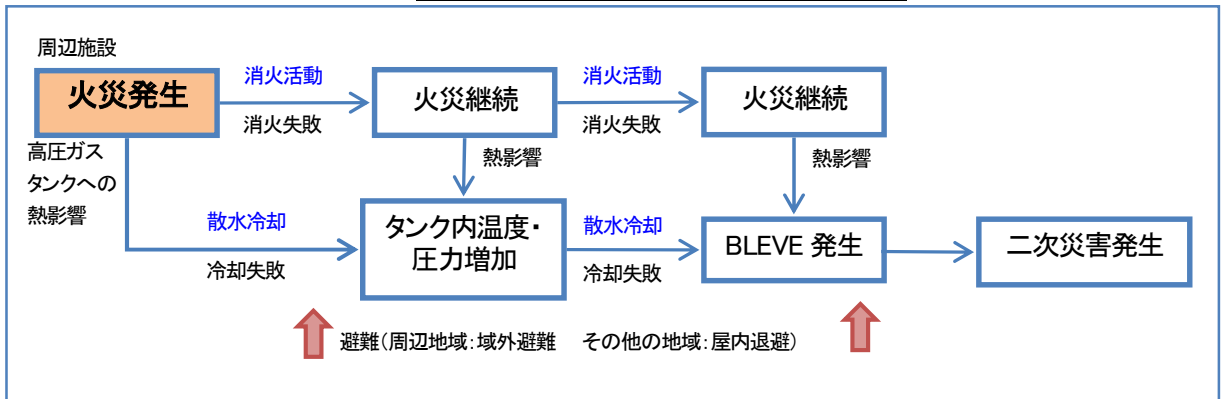 周辺施設
火災発生
消火活動
消火失敗
火災継続
消火活動
消火失敗
火災継続
高圧ガス
タンクへの
熱影響
熱影響
熱影響
散水冷却
冷却失敗
タンク内温度・
圧力増加
散水冷却
冷却失敗
BLEVE 発生
二次災害発生
避難(周辺地域:域外避難 その他の地域:屋内退避)